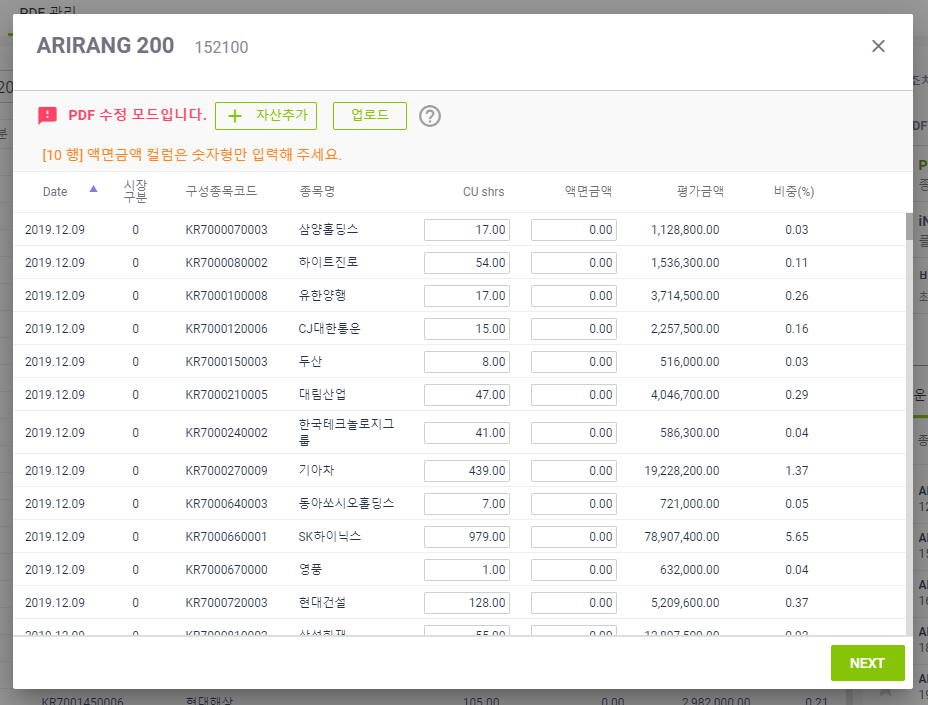 PDF 관리
ARIRANG 200 152100
PDF 수정 모드입니다. + 자산추가 업로드 ?
[10 행] 액면금액 컬럼은 숫자형만 입력해 주세요.
Date 시장구분 구성종목코드 종목명 CU shrs 액면금액 평가금액 비중(%)
2019.12.09 0 KR7000070003 삼양홀딩스 17.00 0.00 1,128,800.00 0.03
2019.12.09 0 KR7000080002 하이트진로 54.00 0.00 1,536,300.00 0.11
2019.12.09 0 KR7000100008 유한양행 17.00 0.00 3,714,500.00 0.26
2019.12.09 0 KR7000120006 CJ대한통운 15.00 0.00 2,257,500.00 0.16
2019.12.09 0 KR7000150003 두산 8.00 0.00 516,000.00 0.03
2019.12.09 0 KR7000210005 대림산업 47.00 0.00 4,046,700.00 0.29
2019.12.09 0 KR7000240002 한국테크놀로지그룹 41.00 0.00 586,300.00 0.04
2019.12.09 0 KR7000270009 기아차 439.00 0.00 19,228,200.00 1.37
2019.12.09 0 KR7000640003 동아쏘시오홀딩스 7.00 0.00 721,000.00 0.05
2019.12.09 0 KR7000660001 SK하이닉스 979.00 0.00 78,907,400.00 5.65
2019.12.09 0 KR7000670000 영풍 1.00 0.00 632,000.00 0.04
2019.12.09 0 KR7000720003 현대건설 128.00 0.00 5,209,600.00 0.37
2019.12.09 0 KR7000810002 삼성화재 55.00 0.00
NEXT
KR7001450006 현대해상 105.00 0.00 2,982,000.00 0.21